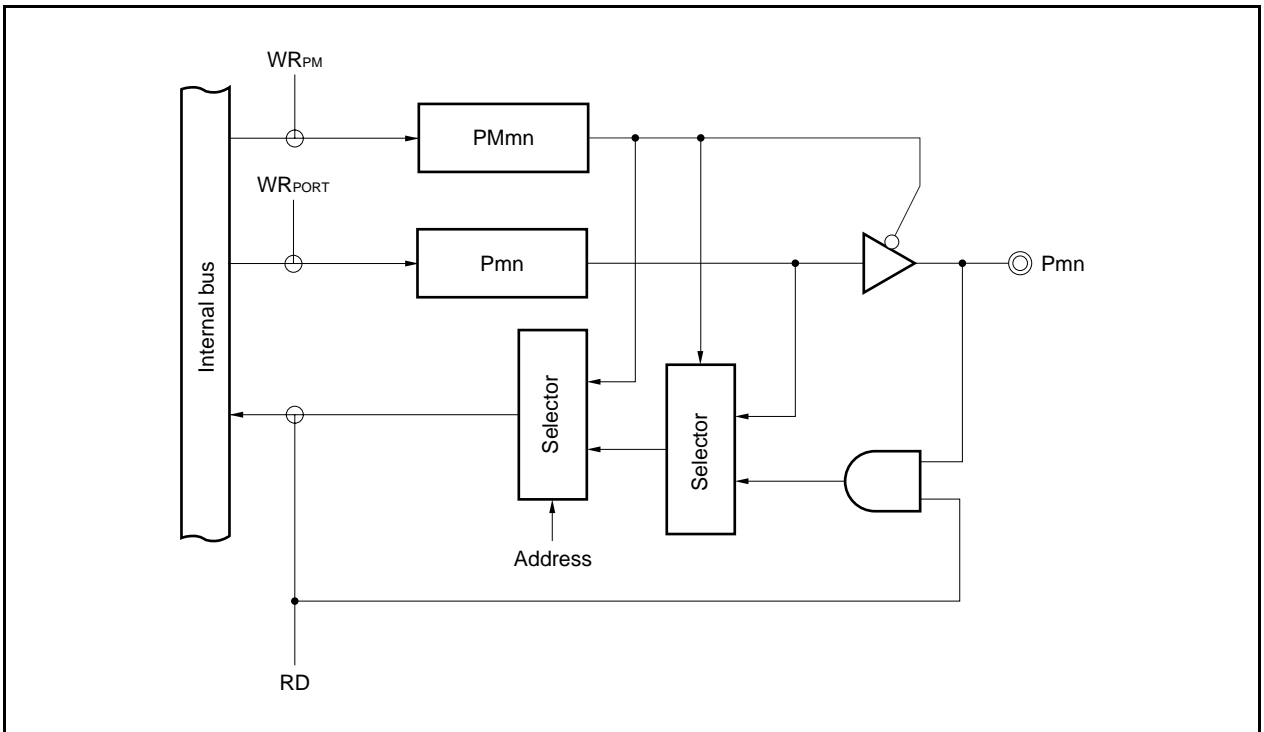 WRPM
PMmn
WRPORT
Pmn
Pmn
Internal bus
Selector
Selector
Address
RD